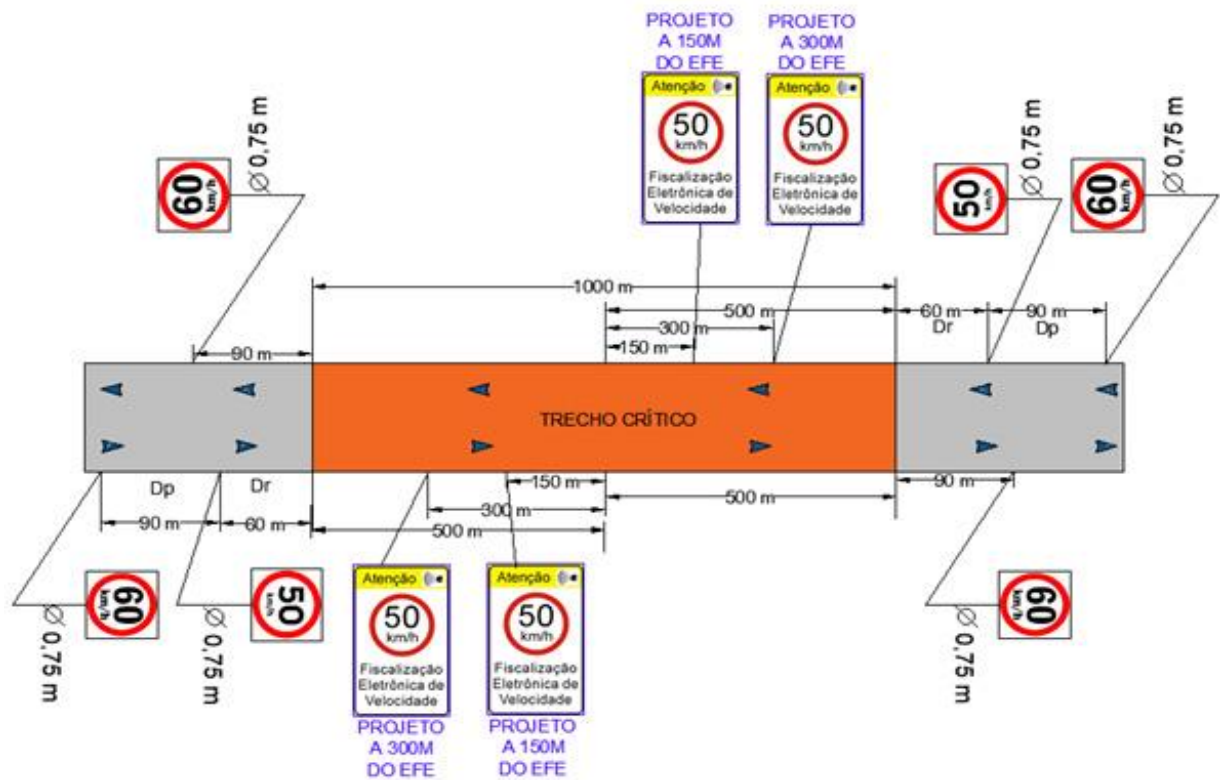 PROJETO
A 150M
DO EFE
PROJETO
A 300M
DO EFE
Atenção
50
km/h
Fiscalização
Eletrônica de
Velocidade
Atenção
50
km/h
Fiscalização
Eletrônica de
Velocidade
60
km/h
Ø 0,75 m
50
km/h
Ø 0,75 m
60
km/h
Ø 0,75 m
1000 m
500 m
60 m
Dr
90 m
Dp
300 m
150 m
90 m
TRECHO CRÍTICO
Dp
Dr
90 m
60 m
150 m
300 m
500 m
500 m
90 m
60
km/h
Ø 0,75 m
50
km/h
Ø 0,75 m
Atenção
50
km/h
Fiscalização
Eletrônica de
Velocidade
PROJETO
A 300M
DO EFE
Atenção
50
km/h
Fiscalização
Eletrônica de
Velocidade
PROJETO
A 150M
DO EFE
60
km/h
Ø 0,75 m